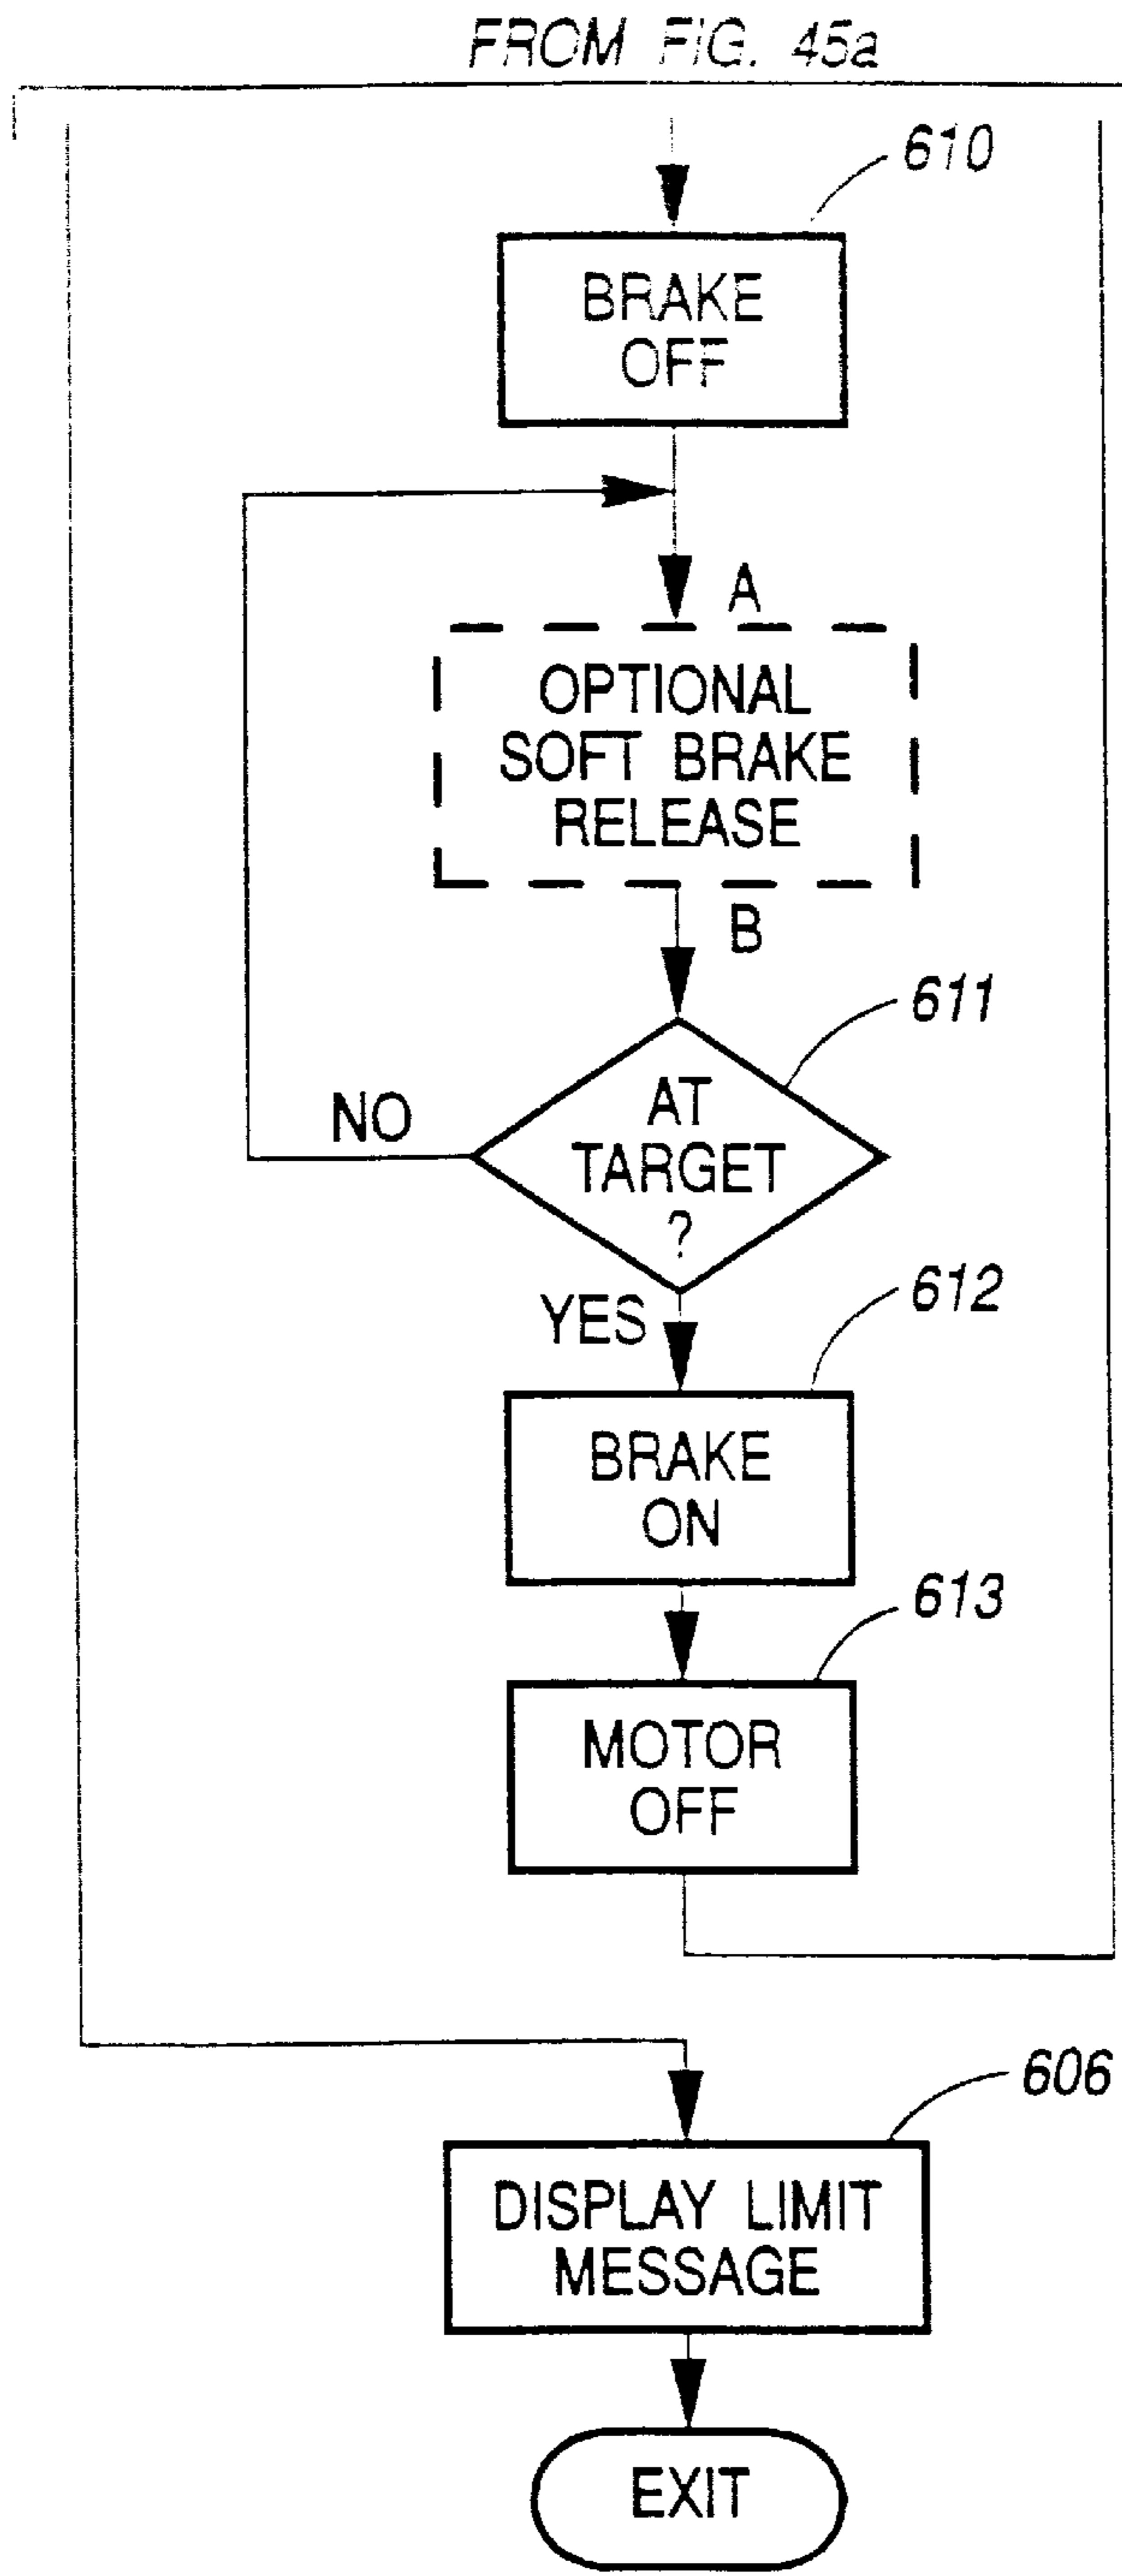 FROM FIG. 45a
610
BRAKE
OFF
A
OPTIONAL
SOFT BRAKE
RELEASE
B
611
AT
TARGET
?
NO
YES
612
BRAKE
ON
613
MOTOR
OFF
606
DISPLAY LIMIT
MESSAGE
EXIT